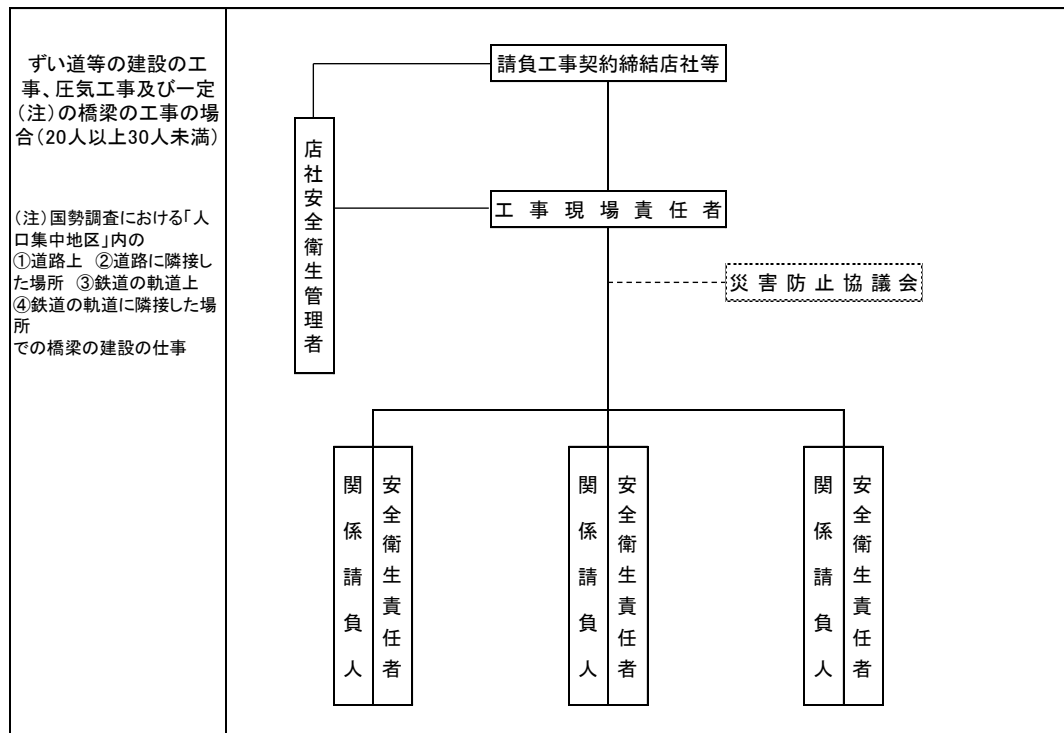 ずい道等の建設の工
事、圧気工事及び一定
（注）の橋梁の工事の場
合（20人以上30人未満）
（注）国勢調査における「人
口集中地区」内の
①道路上　②道路に隣接し
た場所　③鉄道の軌道上
④鉄道の軌道に隣接した場
所
での橋梁の建設の仕事
請負工事契約締結店社等
店社安全衛生管理者
工事現場責任者
災害防止協議会
関係請負人
安全衛生責任者
関係請負人
安全衛生責任者
関係請負人
安全衛生責任者